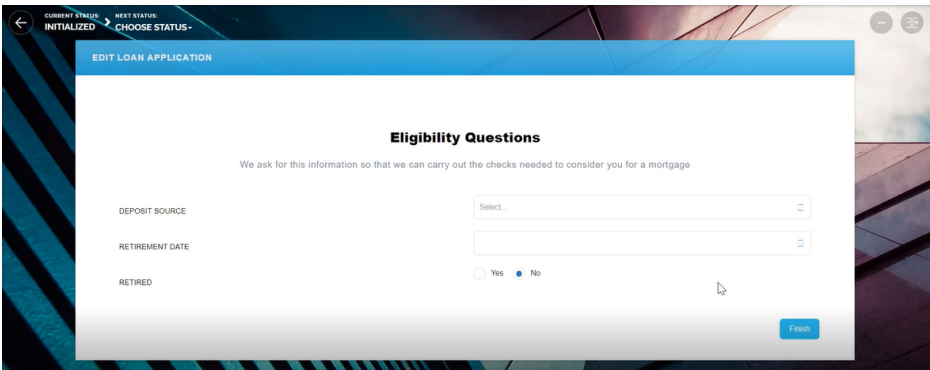 CURRENT STATUS: NEXT STATUS:
INITIALIZED > CHOOSE STATUS
EDIT LOAN APPLICATION
Eligibility Questions
We ask for this information so that we can carry out the checks needed to consider you for a mortgage
DEPOSIT SOURCE Select...
RETIREMENT DATE
RETIRED Yes No
Finish